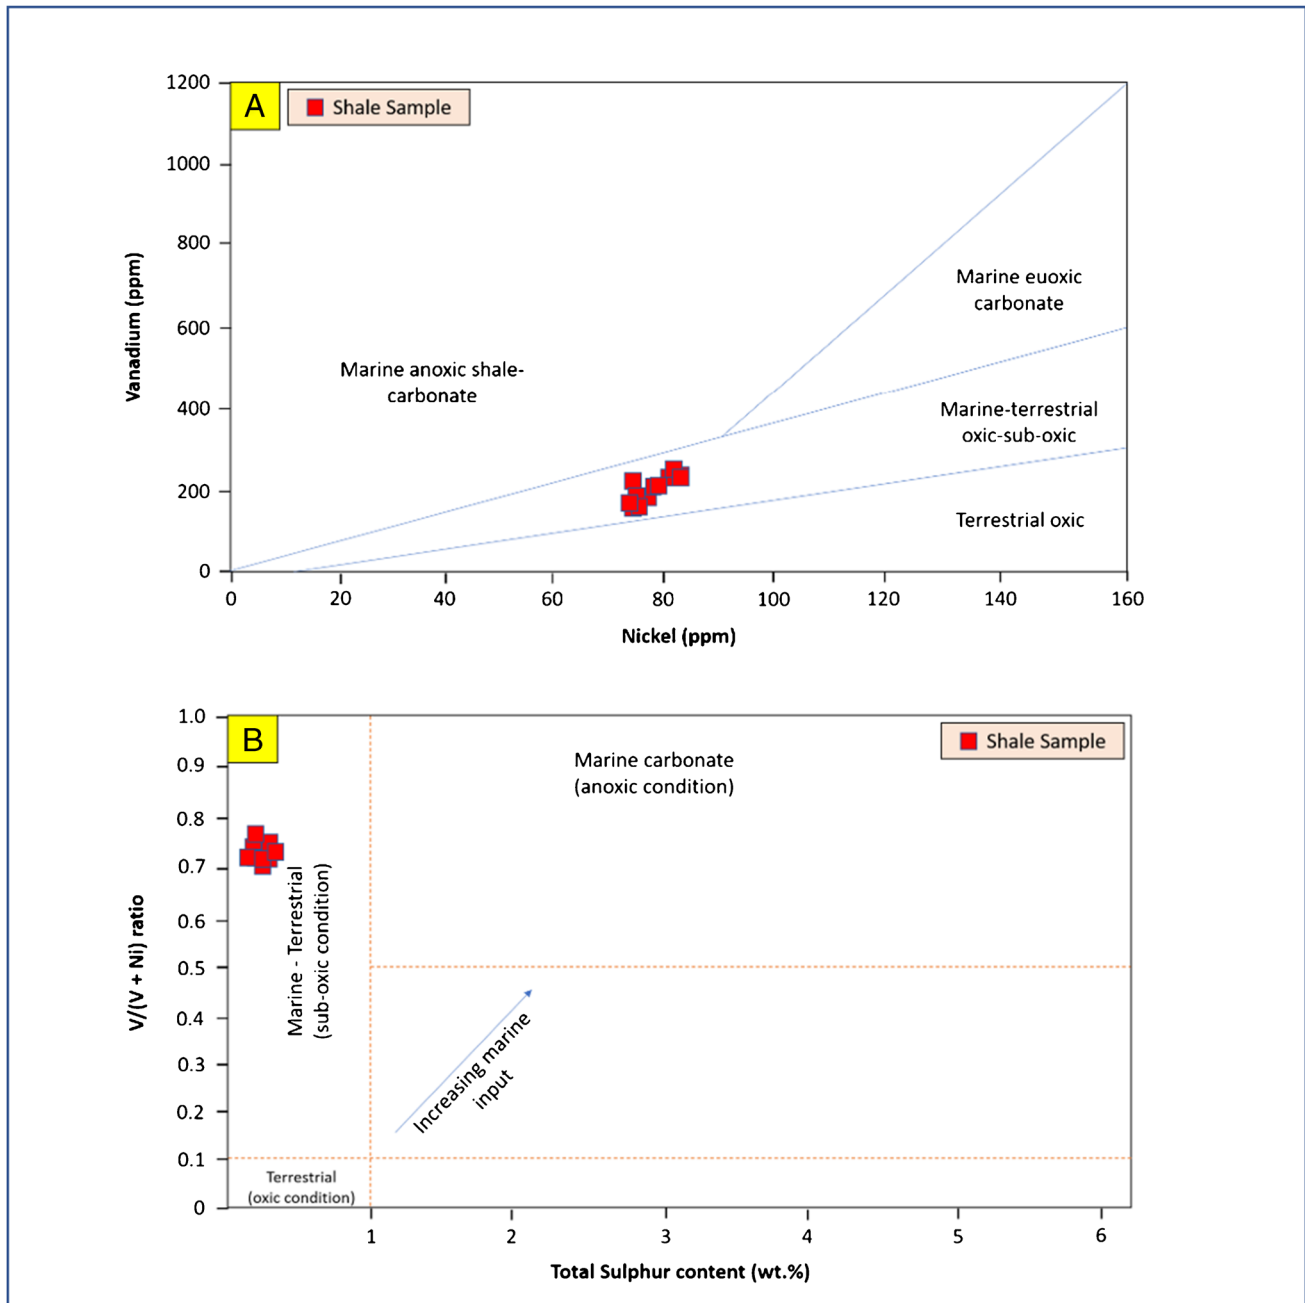 A
Shale Sample
1200
1000
800
600
400
200
0
Vanadium (ppm)
Marine anoxic shale-
carbonate
Marine euoxic
carbonate
Marine-terrestrial
oxic-sub-oxic
Terrestrial oxic
0 20 40 60 80 100 120 140 160
Nickel (ppm)
B
Shale Sample
1.0
0.9
0.8
0.7
0.6
0.5
0.4
0.3
0.2
0.1
0
V/(V + Ni) ratio
Marine carbonate
(anoxic condition)
Marine - Terrestrial
(sub-oxic condition)
Increasing marine
input
Terrestrial
(oxic condition)
1 2 3 4 5 6
Total Sulphur content (wt.%)